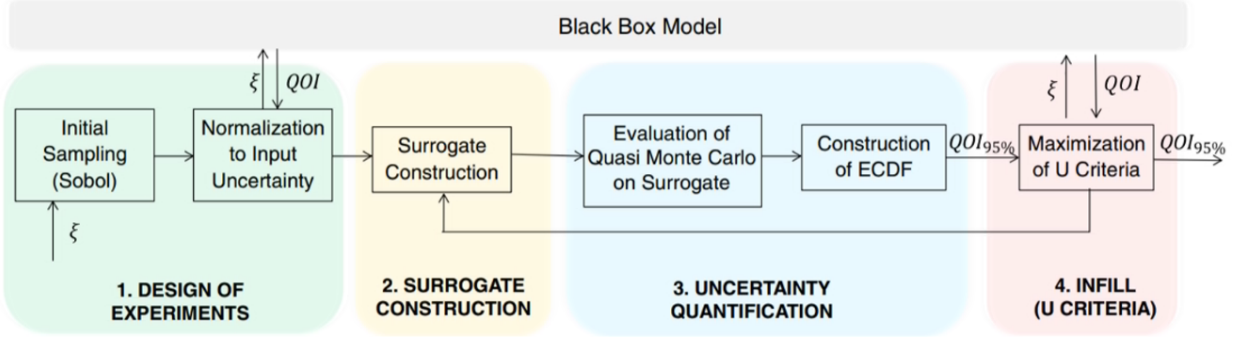 Black Box Model
ξ
QOI
Initial
Sampling
(Sobol)
ξ
Normalization
to Input
Uncertainty
Surrogate
Construction
Evaluation of
Quasi Monte Carlo
on Surrogate
Construction
of ECDF
QOI95%
ξ
QOI
Maximization
of U Criteria
QOI95%
1. DESIGN OF
EXPERIMENTS
2. SURROGATE
CONSTRUCTION
3. UNCERTAINTY
QUANTIFICATION
4. INFILL
(U CRITERIA)